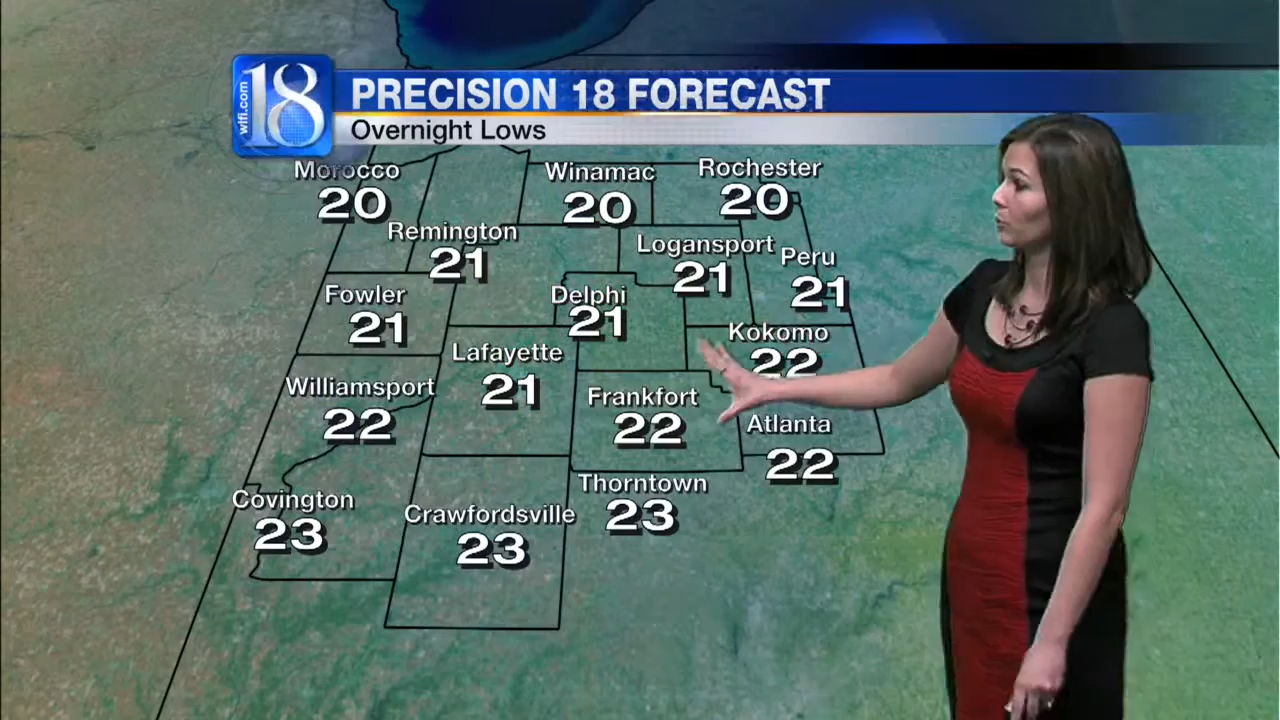 wlfi.com
18
PRECISION 18 FORECAST
Overnight Lows
Morocco
20
Winamac
20
Rochester
20
Remington
21
Logansport
21
Peru
21
Fowler
21
Delphi
21
Kokomo
22
Lafayette
21
Williamsport
22
Frankfort
22
Atlanta
22
Covington
23
Crawfordsville
23
Thorntown
23